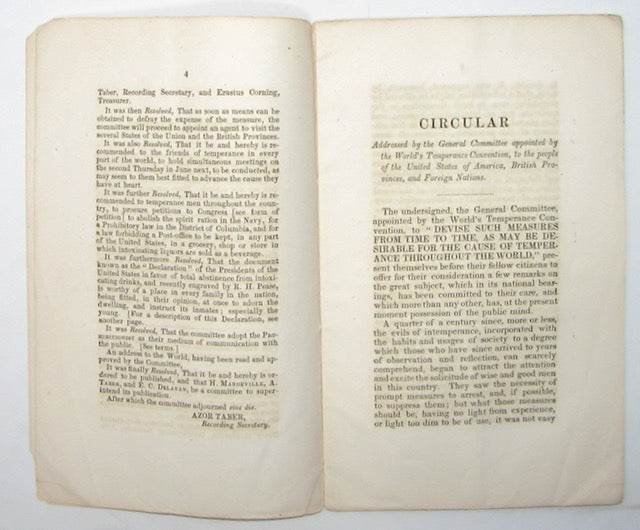 4
Taber, Recording Secretary, and Erastus Corning,
Treasurer.
It was then Resolved, That as soon as means can be
obtained to defray the expense of the measure, the
committee will proceed to appoint an agent to visit the
several States of the Union and the British Provinces.
It was also Resolved, That it be and hereby is re-
commended to the friends of temperance in every
part of the world, to hold simultaneous meetings on
the second Thursday in June next, to be conducted, as
may seem to them best fitted to advance the cause they
have at heart.
It was further Resolved, That it be and hereby is re-
commended to temperance men throughout the coun-
try, to procure petitions to Congress [see form of
petition] to abolish the spirit ration in the Navy, for
a Prohibitory law in the District of Columbia, and for
a law forbidding a Post-office to be kept, in any part
of the United States, in a grocery, shop or store in
which intoxicating liquors are sold as a beverage.
It was furthermore Resolved, That the document
known as the "Declaration" of the Presidents of the
United States in favor of total abstinence from intoxi-
cating drinks, and recently engraved by R. H. Pease,
is worthy of a place in every family in the nation,
being fitted, in their opinion, at once to adorn the
dwelling, and instruct its inmates; especially the
young. [For a description of this Declaration, see
another page.
It was Resolved, That the committee adopt the Pro-
HIBITIONIST as their medium of communication with
the public. [See terms.]
An address to the World, having been read and ap-
proved by the Committee,
It was finally Resolved, That it be and hereby is or-
dered to be published, and that H. MANDEVILLE, A.
TABER, and E. C. DELAVAN, be a committee to super-
intend its publication.
After which the committee adjourned sine die.
AZOR TABER,
Recording Secretary.
CIRCULAR
Addressed by the General Committee appointed by
the World's Temperance Convention, to the people
of the United States of America, British Pro-
vinces, and Foreign Nations.
The undersigned, the General Committee,
appointed by the World's Temperance Con-
vention, to "DEVISE SUCH MEASURES
FROM TIME TO TIME, AS MAY BE DE-
SIRABLE FOR THE CAUSE OF TEMPER-
ANCE THROUGHOUT THE WORLD," pre-
sent themselves before their fellow citizens to
offer for their consideration a few remarks on
the great subject, which in its national bear-
ings, has been committed to their care, and
which more than any other, has, at the present
moment possession of the public mind.
A quarter of a century since, more or less,
the evils of intemperance, incorporated with
the habits and usages of society to a degree
which those who have since arrived to years
of observation and reflection, can scarcely
comprehend, began to attract the attention
and excite the solicitude of wise and good men
in this country. They saw the necessity of
prompt measures to arrest, and, if possible,
to suppress them; but what those measures
should be, having no light from experience,
or light too dim to be of use, it was not easy